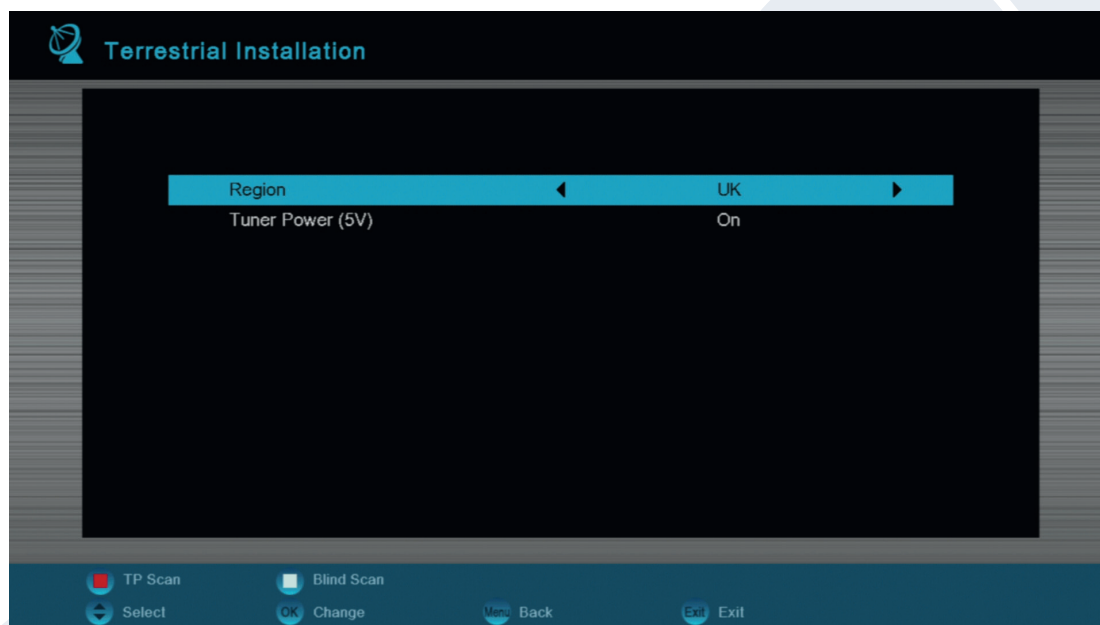 Terrestrial Installation
Region UK
Tuner Power (5V) On
TP Scan Blind Scan
Select OK Change Menu Back Exit Exit